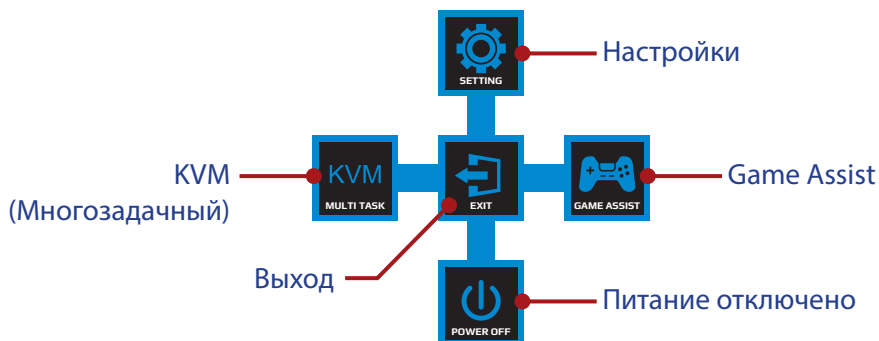 SETTING
Настройки
KVM
(Многозадачный)
KVM
MULTI TASK
EXIT
GAME ASSIST
Game Assist
Выход
POWER OFF
Питание отключено